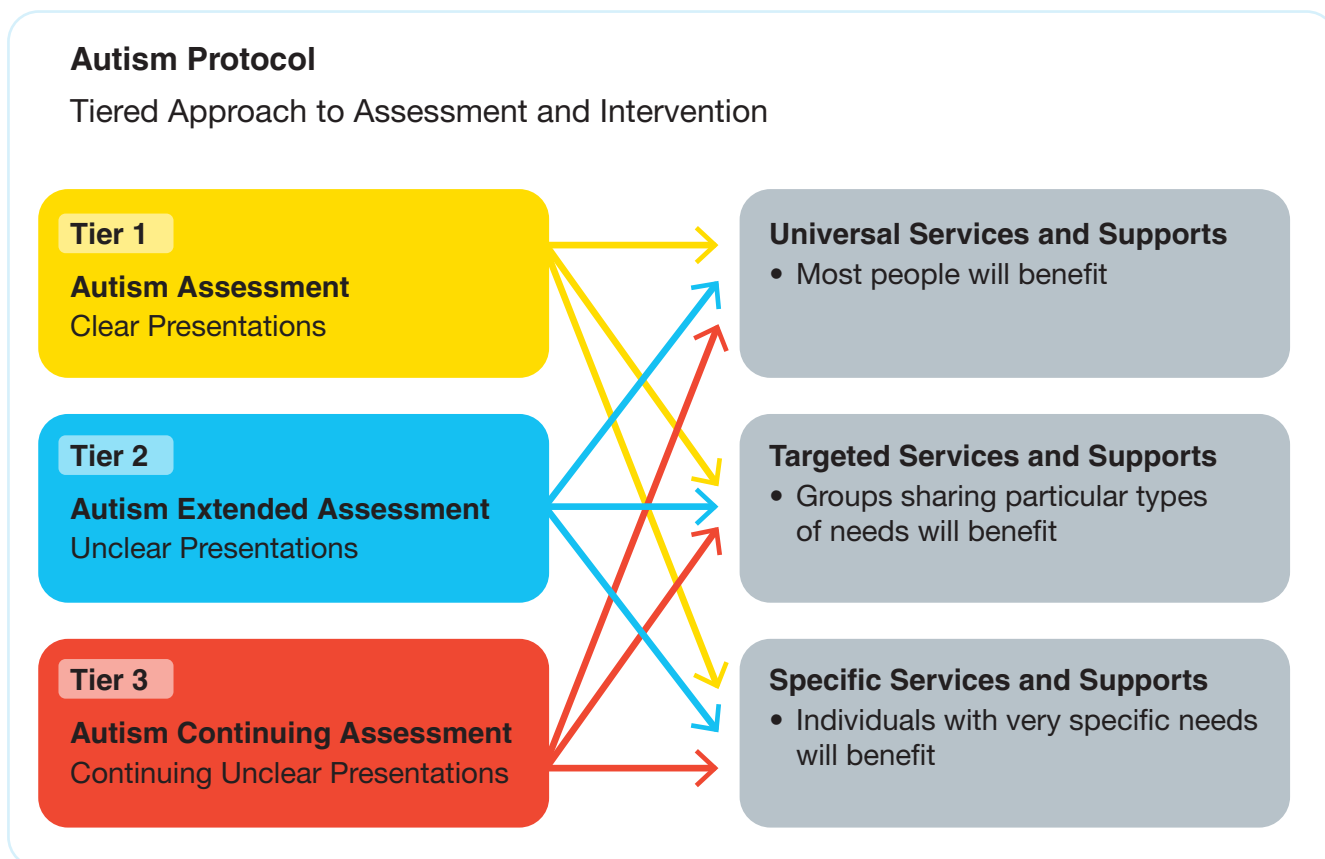 Autism Protocol
Tiered Approach to Assessment and Intervention
Tier 1
Autism Assessment
Clear Presentations
Tier 2
Autism Extended Assessment
Unclear Presentations
Tier 3
Autism Continuing Assessment
Continuing Unclear Presentations
Universal Services and Supports
• Most people will benefit
Targeted Services and Supports
• Groups sharing particular types
of needs will benefit
Specific Services and Supports
• Individuals with very specific needs
will benefit